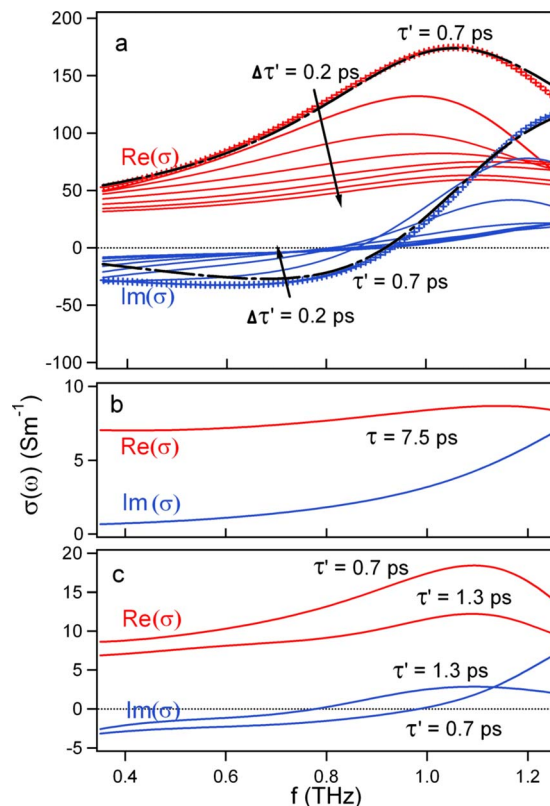 200
a
τ' = 0.7 ps
150
Δτ' = 0.2 ps
100
Re(σ)
50
0
Im(σ)
τ' = 0.7 ps
-50
Δτ' = 0.2 ps
-100
10
b
Re(σ)
τ = 7.5 ps
5
Im (σ)
0
σ(ω) (Sm⁻¹)
20
c
τ' = 0.7 ps
15
Re(σ)
τ' = 1.3 ps
10
5
τ' = 1.3 ps
Im(σ)
0
τ' = 0.7 ps
-5
0.4 0.6 0.8 1.0 1.2
f (THz)